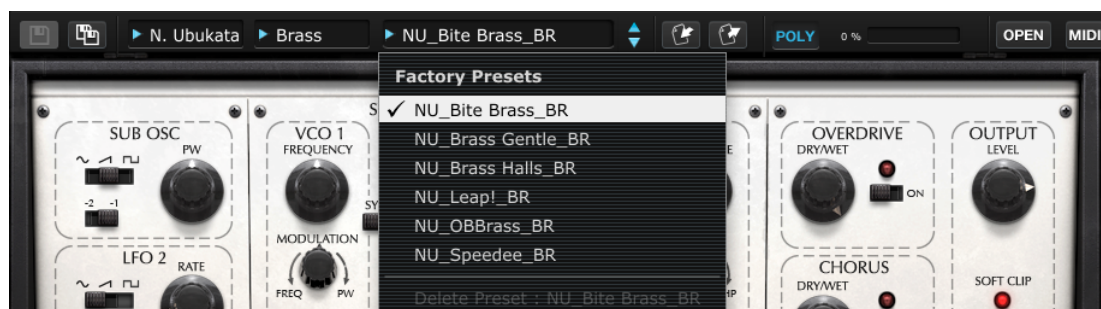 N. Ubukata Brass NU_Bite Brass_BR POLY 0 % OPEN MIDI
Factory Presets
NU_Bite Brass_BR
NU_Brass Gentle_BR
NU_Brass Halls_BR
NU_Leap!_BR
NU_OBBrass_BR
NU_Speedee_BR
Delete Preset : NU_Bite Brass_BR
SUB OSC
PW
-2 -1
VCO 1
FREQUENCY
MODULATION
FREQ PW
LFO 2
RATE
OVERDRIVE
DRY/WET
ON
OUTPUT
LEVEL
CHORUS
DRY/WET
SOFT CLIP